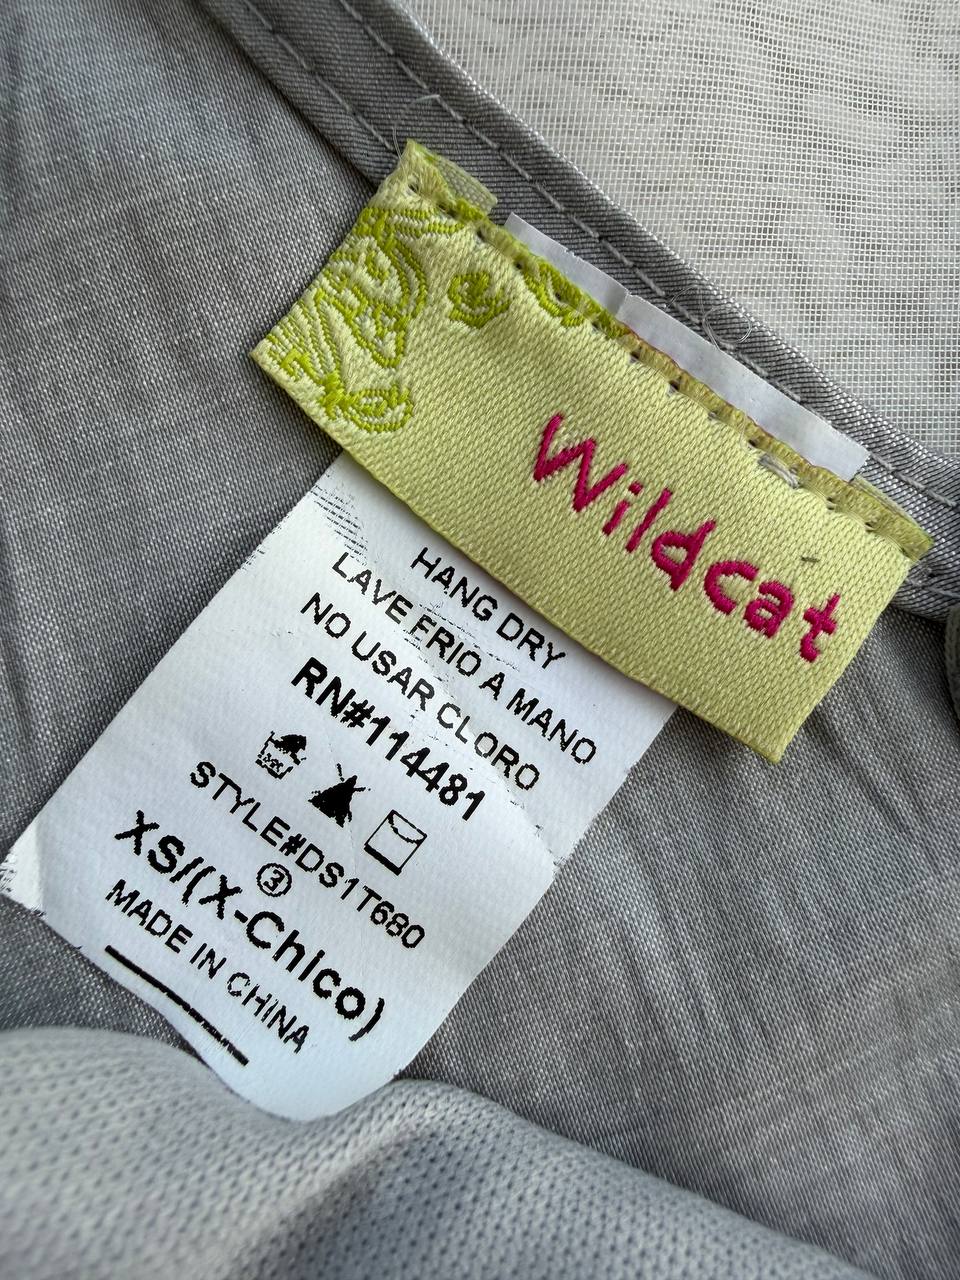 Wildcat
HANG DRY
LAVE FRIO A MANO
NO USAR CLORO
RN#114481
STYLE#DS1T680
3
XS/(X-Chico)
MADE IN CHINA